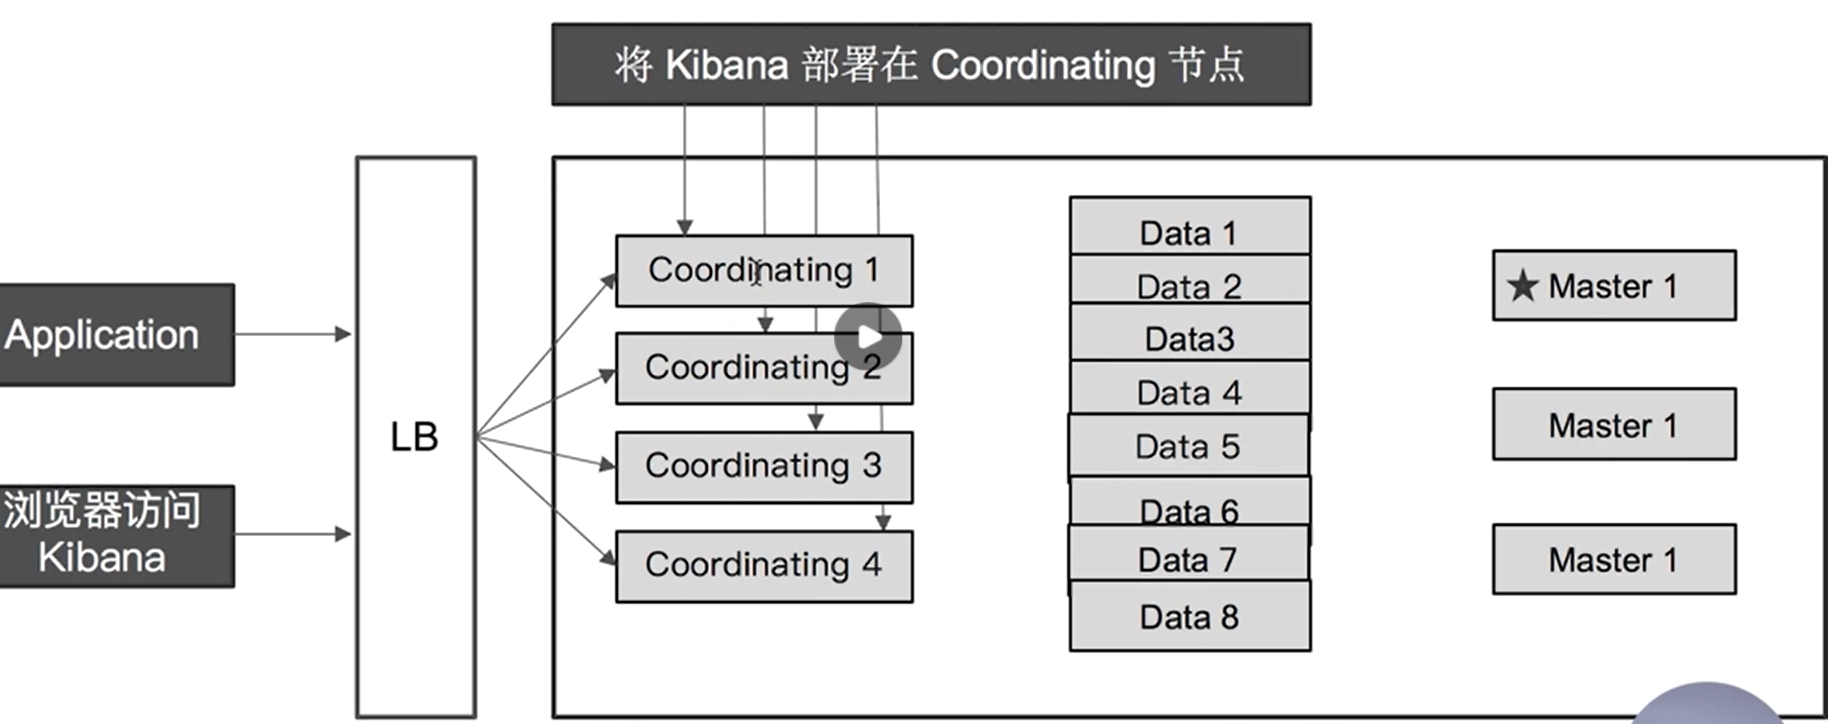 将 Kibana 部署在 Coordinating 节点
Application
浏览器访问
Kibana
LB
Coordinating 1
Coordinating 2
Coordinating 3
Coordinating 4
Data 1
Data 2
Data3
Data 4
Data 5
Data 6
Data 7
Data 8
★ Master 1
Master 1
Master 1